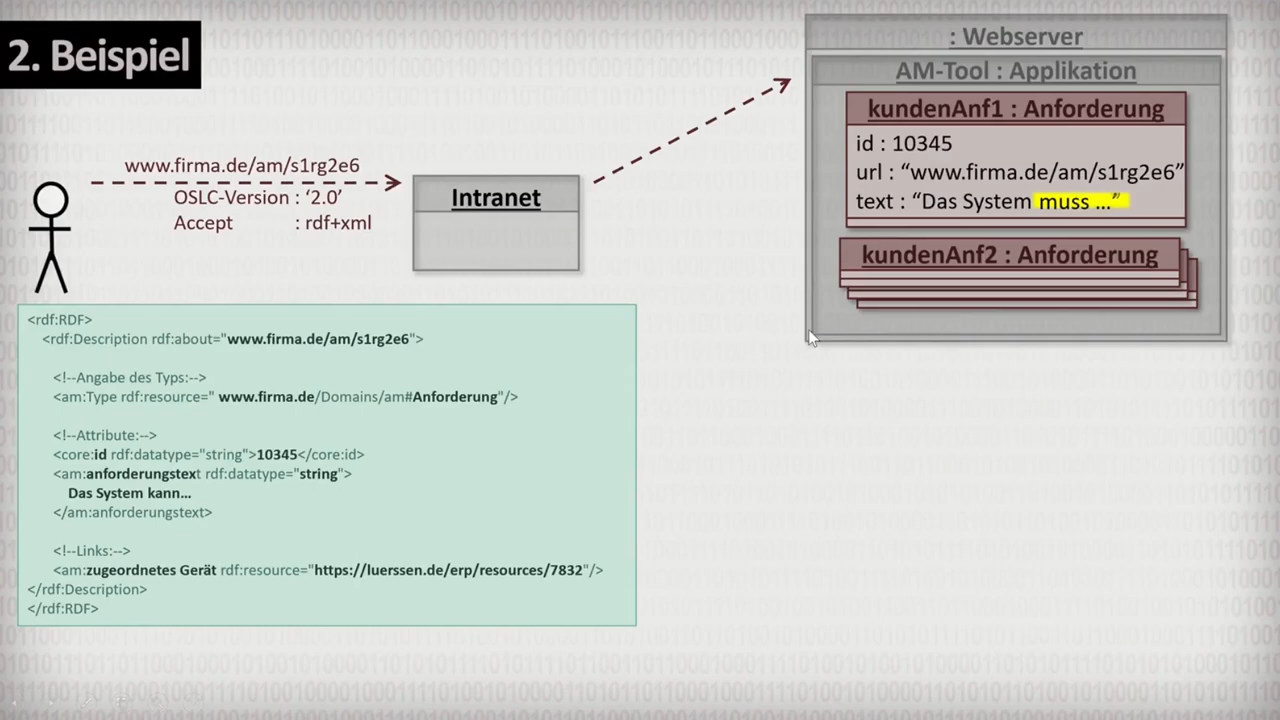 2. Beispiel
www.firma.de/am/s1rg2e6
OSLC-Version : '2.0'
Accept : rdf+xml
Intranet
: Webserver
AM-Tool : Applikation
kundenAnf1 : Anforderung
id : 10345
url : “www.firma.de/am/s1rg2e6”
text : “Das System muss ...”
kundenAnf2 : Anforderung
<rdf:RDF>
<rdf:Description rdf:about="www.firma.de/am/s1rg2e6">
<!--Angabe des Typs:-->
<am:Type rdf:resource=" www.firma.de/Domains/am#Anforderung"/>
<!--Attribute:-->
<core:id rdf:datatype="string">10345</core:id>
<am:anforderungstext rdf:datatype="string">
Das System kann...
</am:anforderungstext>
<!--Links:-->
<am:zugeordnetes Gerät rdf:resource="https://luerssen.de/erp/resources/7832"/>
</rdf:Description>
</rdf:RDF>